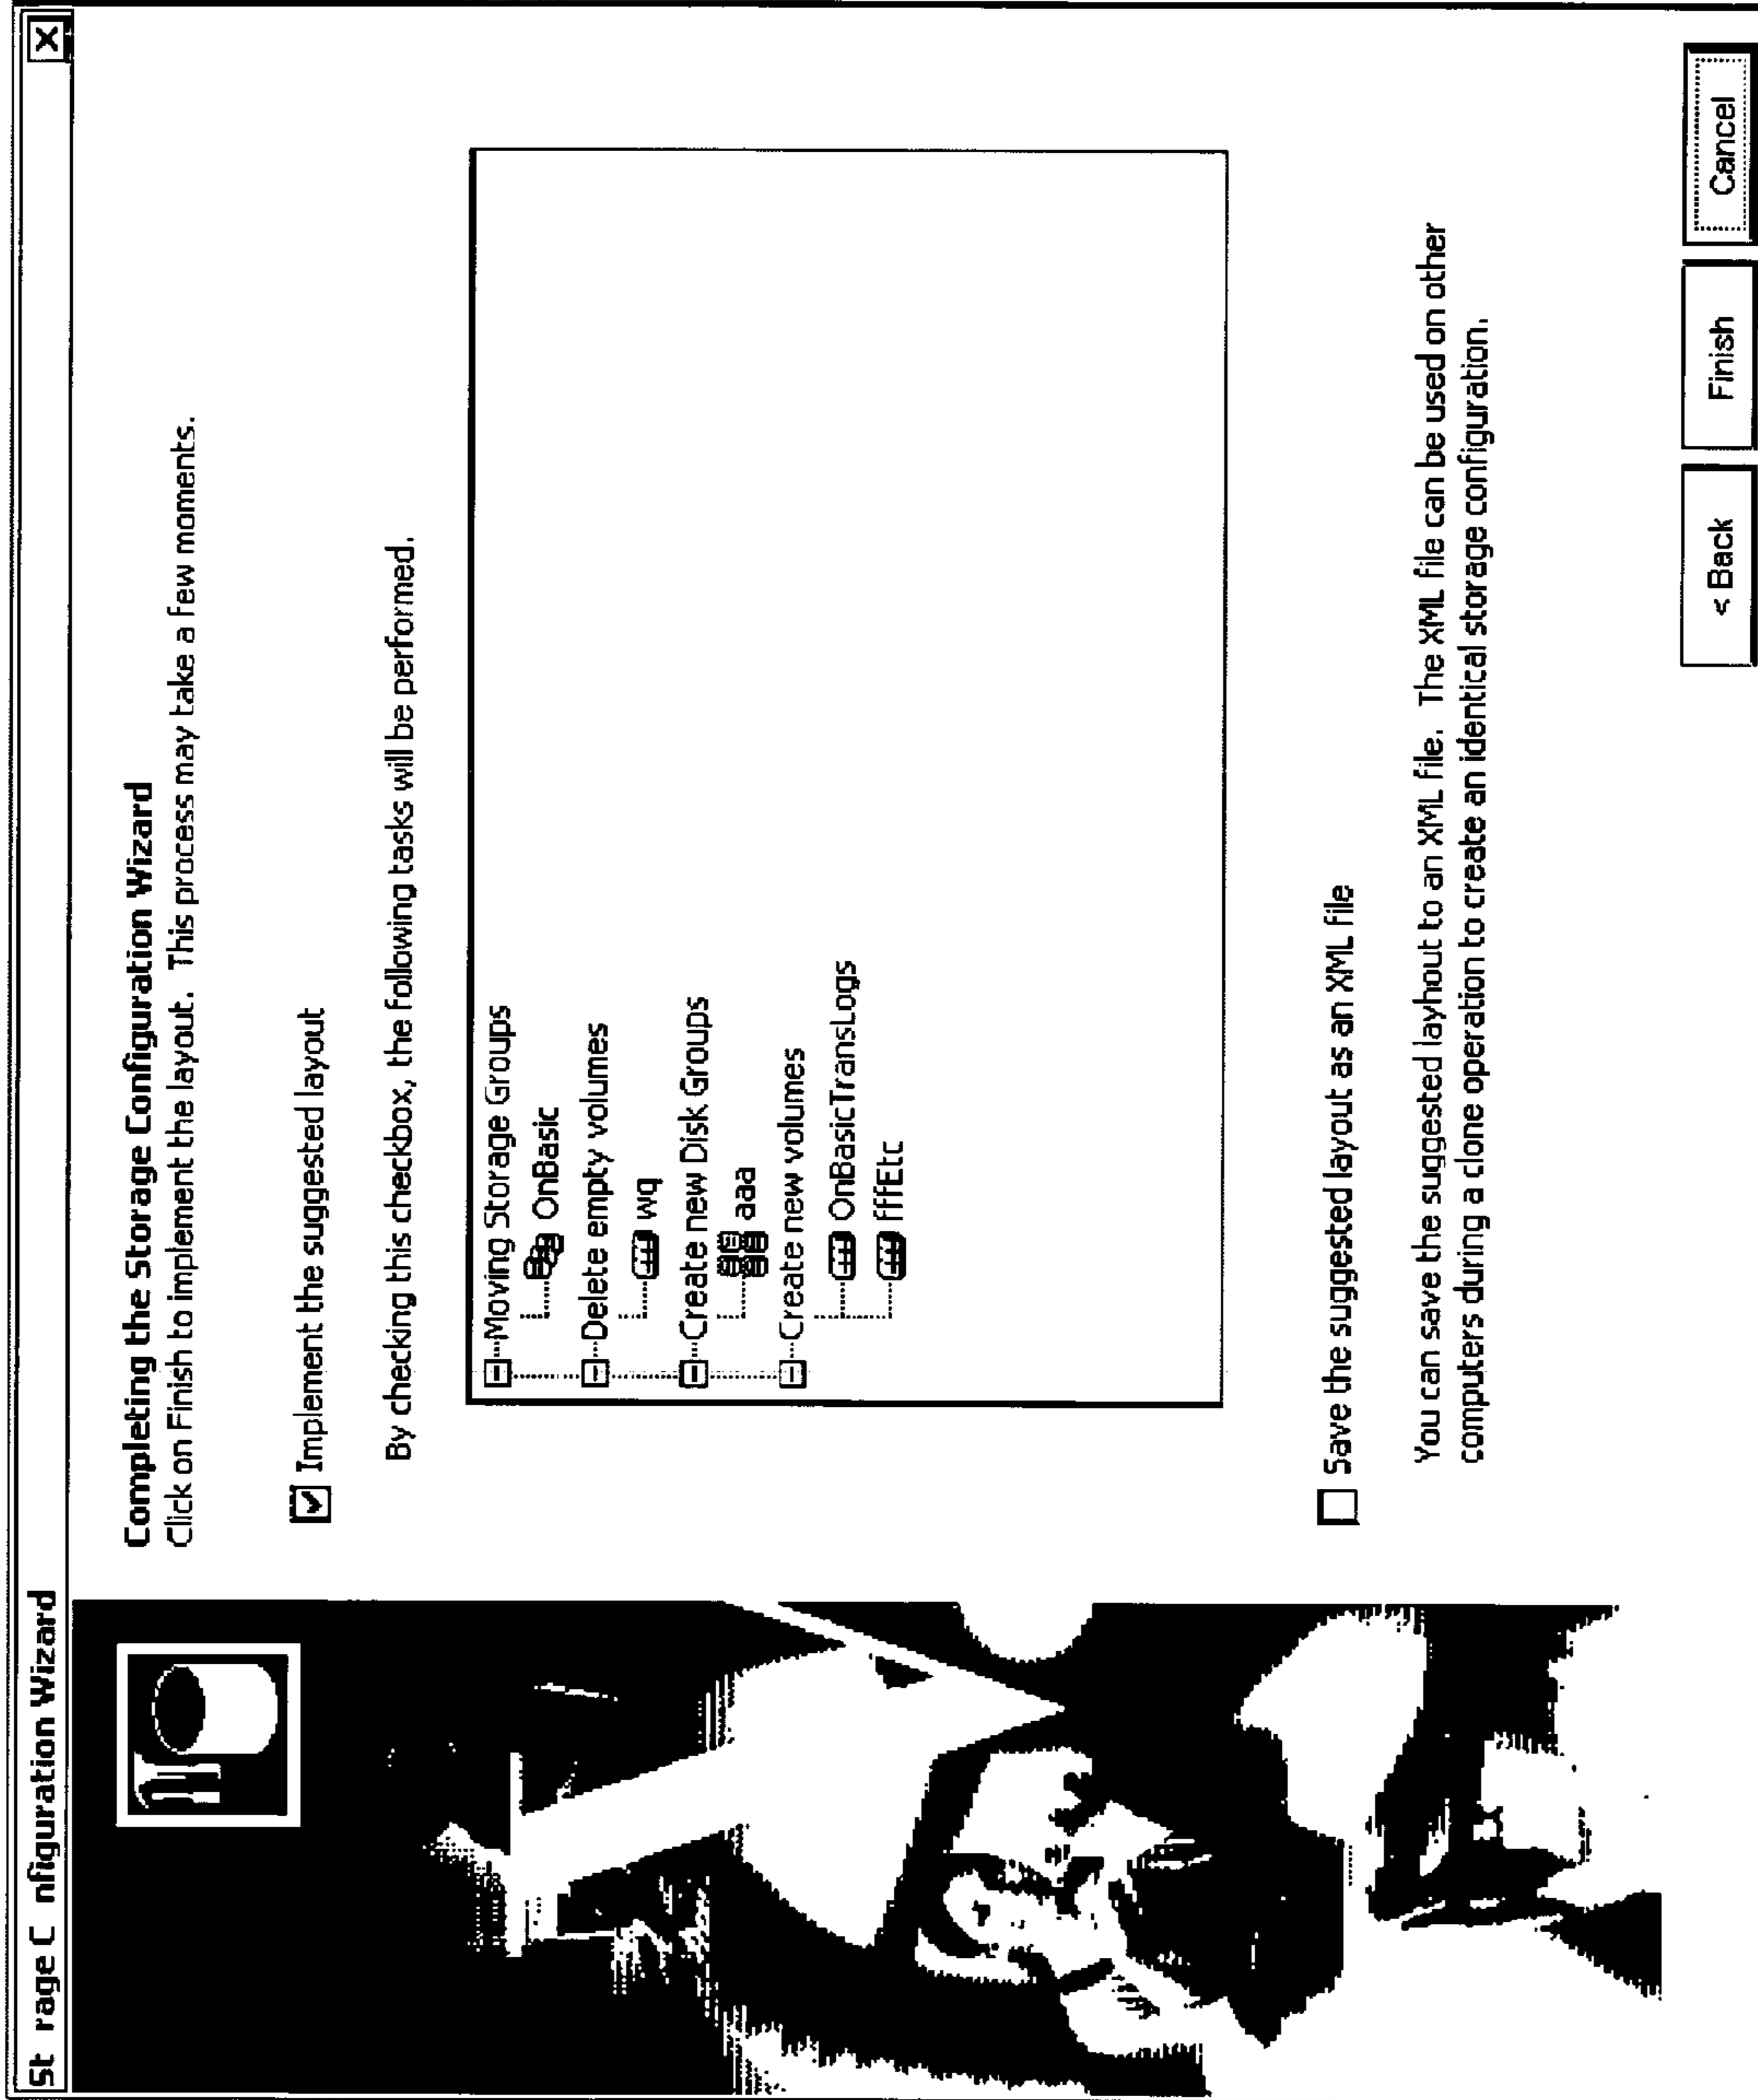 St rage C nfiguration Wizard
Completing the Storage Configuration Wizard
Click on Finish to implement the layout. This process may take a few moments.
Implement the suggested layout
By checking this checkbox, the following tasks will be performed.
Moving Storage Groups
OnBasic
Delete empty volumes
wq
Create new Disk Groups
aaa
Create new volumes
OnBasicTransLogs
fffEtc
Save the suggested layout as an XML file
You can save the suggested layhout to an XML file. The XML file can be used on other
computers during a clone operation to create an identical storage configuration.
< Back
Finish
Cancel